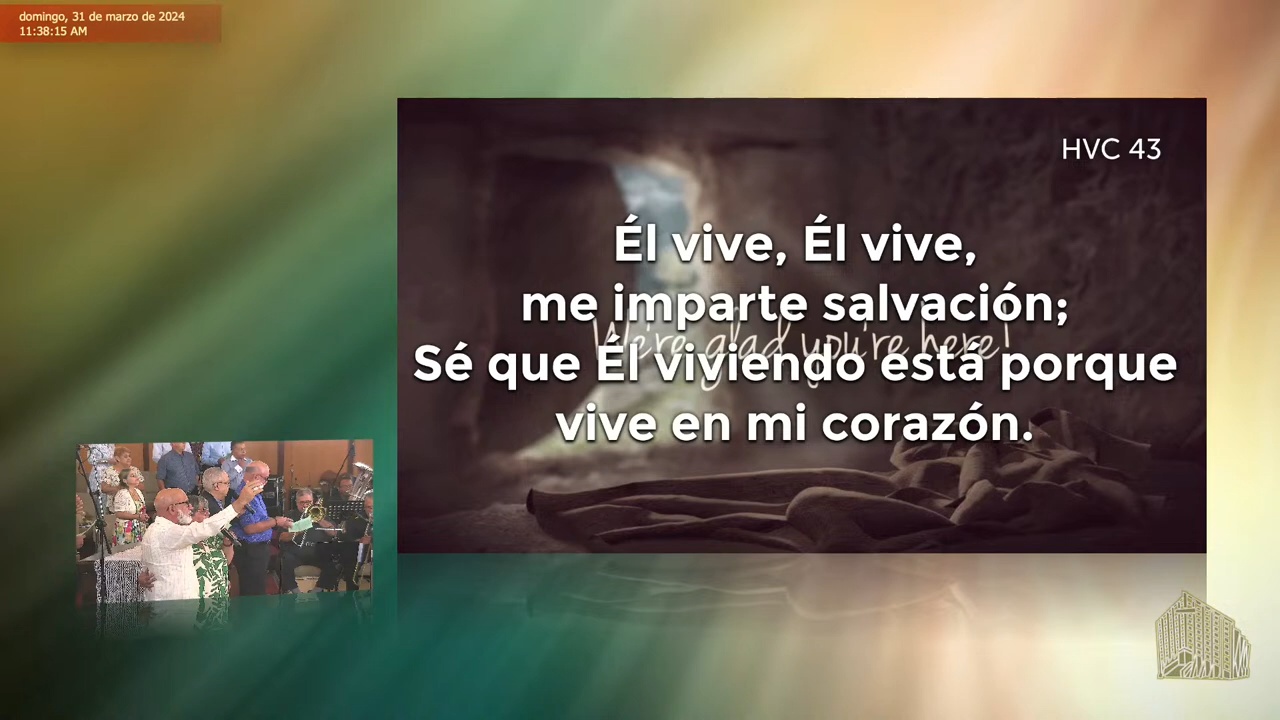 domingo, 31 de marzo de 2024
11:38:15 AM
HVC 43
Él vive, Él vive,
me imparte salvación;
We're glad you're here!
Sé que Él viviendo está porque
vive en mi corazón.